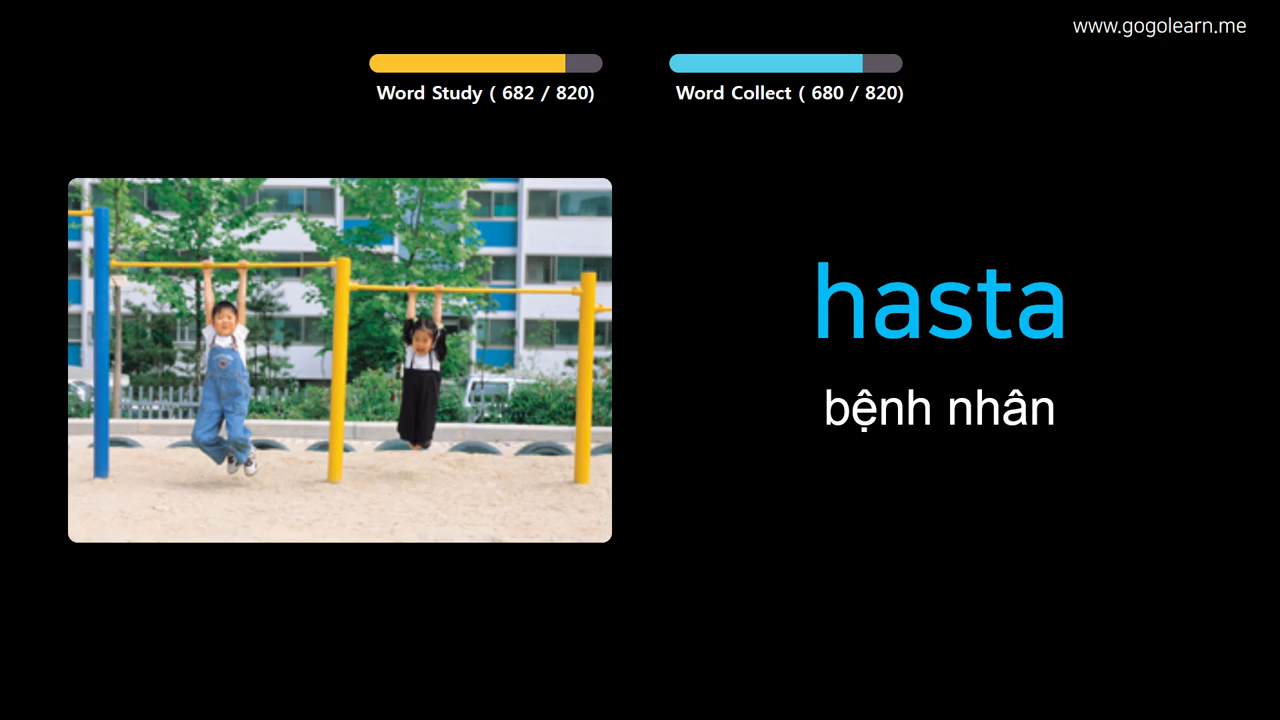 www.gogolearn.me
Word Study ( 682 / 820)
Word Collect ( 680 / 820)
hasta
bệnh nhân